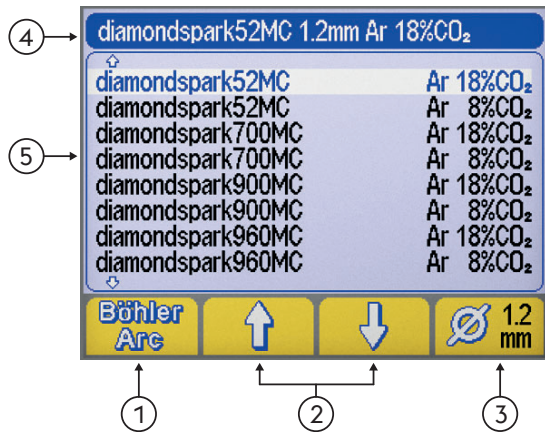 ④ diamondspark52MC 1.2mm Ar 18%CO₂
diamondspark52MC Ar 18%CO₂
diamondspark52MC Ar 8%CO₂
diamondspark700MC Ar 18%CO₂
⑤ diamondspark700MC Ar 8%CO₂
diamondspark900MC Ar 18%CO₂
diamondspark900MC Ar 8%CO₂
diamondspark960MC Ar 18%CO₂
diamondspark960MC Ar 8%CO₂
Böhler Ø 1.2
Arc mm
① ② ③